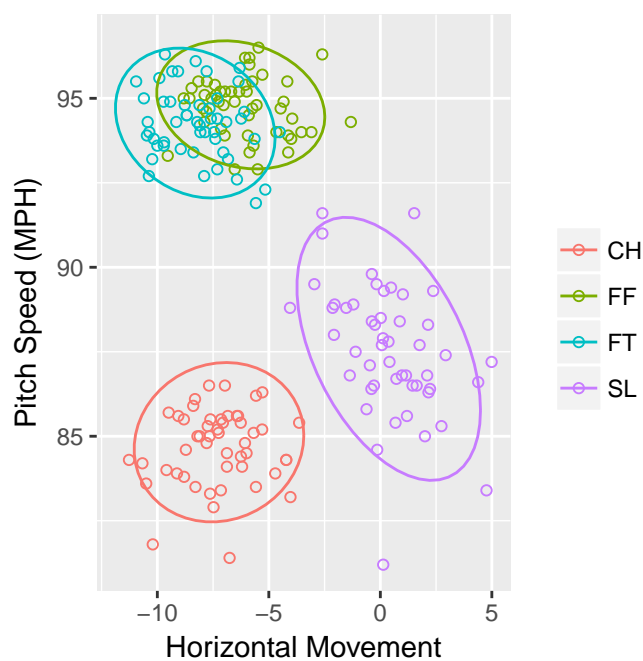 95
90
85
−10
−5
0
5
Horizontal Movement
Pitch Speed (MPH)
CH
FF
FT
SL